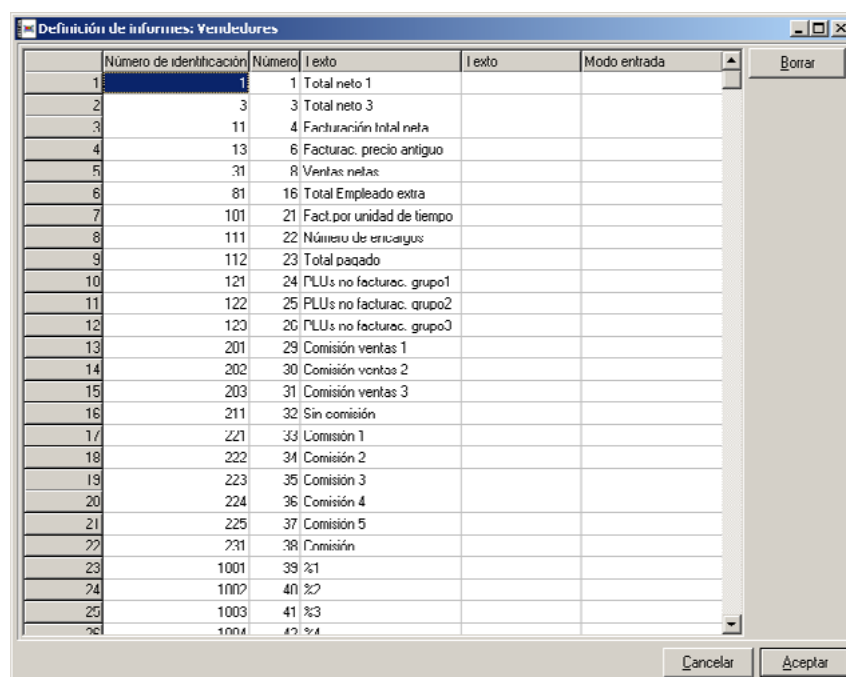 Definición de informes: Vendedores
Número de identificación Número Texto Texto Modo entrada Borrar
1 1 1 Total neto 1
2 3 3 Total neto 3
3 11 4 Facturación total neta
4 13 6 Facturac. precio antiguo
5 31 8 Ventas netas
6 81 16 Total Empleado extra
7 101 21 Fact.por unidad de tiempo
8 111 22 Número de encargos
9 112 23 Total pagado
10 121 24 PLUs no facturac. grupo1
11 122 25 PLUs no facturac. grupo2
12 123 26 PLUs no facturac. grupo3
13 201 29 Comisión ventas 1
14 202 30 Comisión ventas 2
15 203 31 Comisión ventas 3
16 211 32 Sin comisión
17 221 33 Comisión 1
18 222 34 Comisión 2
19 223 35 Comisión 3
20 224 36 Comisión 4
21 225 37 Comisión 5
22 231 38 Comisión
23 1001 39 %1
24 1002 40 %2
25 1003 41 %3
26 1004 42 %4
Cancelar Aceptar